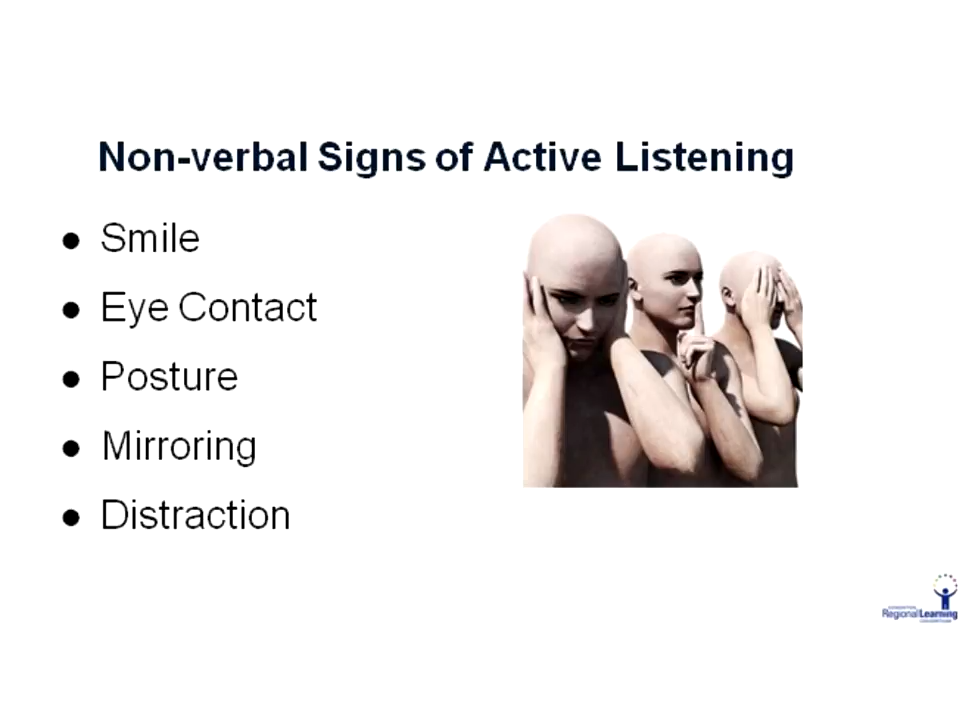 Non-verbal Signs of Active Listening
● Smile
● Eye Contact
● Posture
● Mirroring
● Distraction
Regional Learning